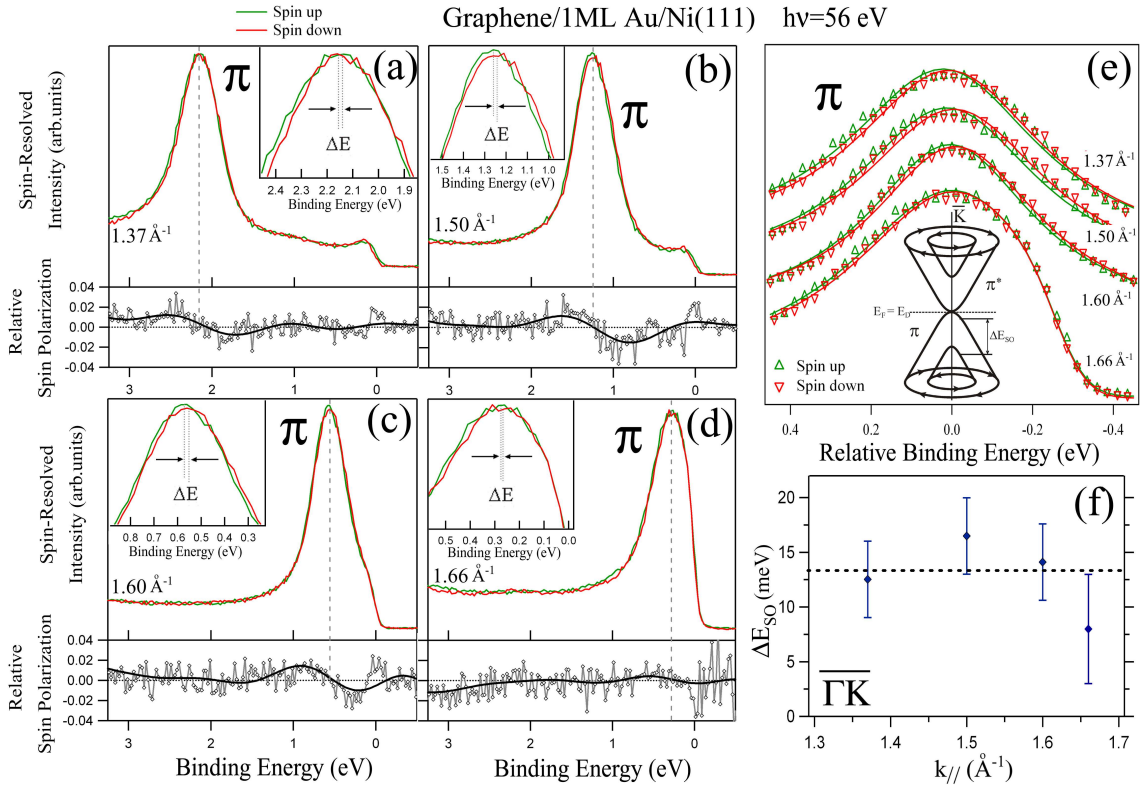 Spin up
Spin down
Graphene/1ML Au/Ni(111) hν=56 eV
Spin-Resolved
Intensity (arb.units)
π
(a)
ΔE
2.4 2.2 2.1 2.0 1.9
Binding Energy (eV)
1.37 Å-1
Relative
Spin Polarization
0.04
0.02
0.00
-0.02
-0.04
3 2 1 0
(b)
π
ΔE
1.5 1.4 1.3 1.2 1.1 1.0
Binding Energy (eV)
1.50 Å-1
3 2 1 0
Spin-Resolved
Intensity (arb.units)
(c)
π
ΔE
0.8 0.7 0.6 0.5 0.4 0.3
Binding Energy (eV)
1.60 Å-1
Relative
Spin Polarization
0.04
0.02
0.00
-0.02
-0.04
3 2 1 0
Binding Energy (eV)
(d)
π
ΔE
0.5 0.4 0.3 0.2 0.1 0.0
Binding Energy (eV)
1.66 Å-1
3 2 1 0
Binding Energy (eV)
(e)
π
1.37 Å-1
1.50 Å-1
1.60 Å-1
1.66 Å-1
K
π*
EF = ED
π
ΔESO
Spin up
Spin down
0.4 0.2 0.0 -0.2 -0.4
Relative Binding Energy (eV)
(f)
ΔESO (meV)
20
15
10
5
0
ΓK
1.3 1.4 1.5 1.6 1.7
k// (Å-1)